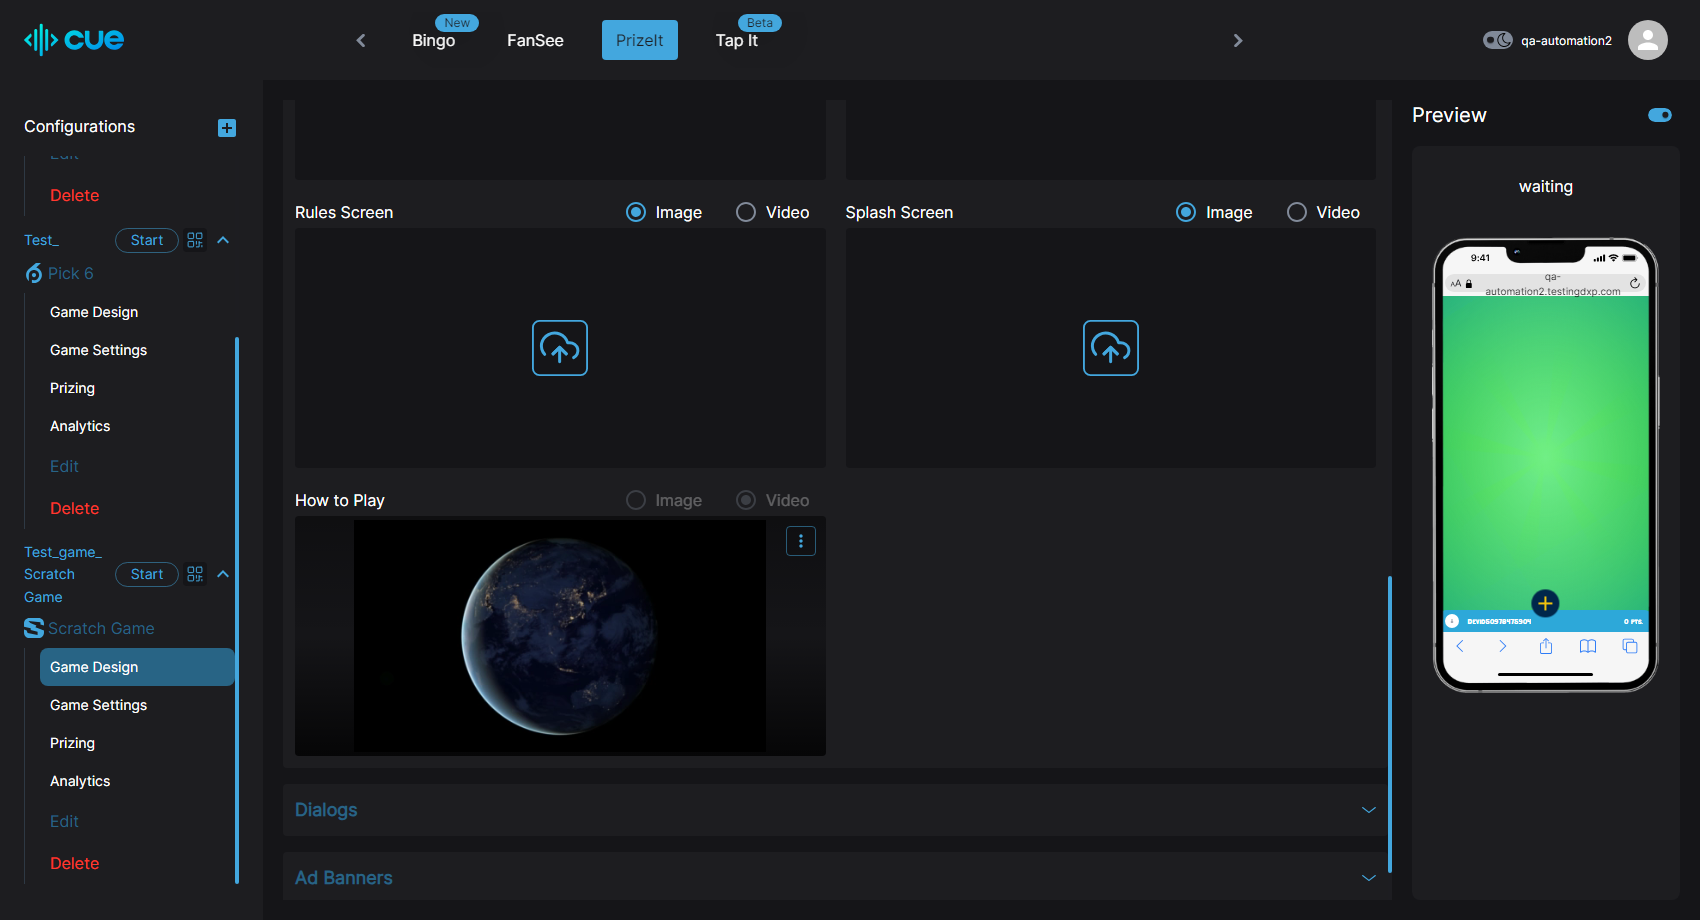 cue
New
Bingo
FanSee
PrizeIt
Beta
Tap It
qa-automation2
Configurations
Edit
Delete
Test_
Start
Pick 6
Game Design
Game Settings
Prizing
Analytics
Edit
Delete
Test_game_
Scratch
Game
Start
Scratch Game
Game Design
Game Settings
Prizing
Analytics
Edit
Delete
Rules Screen
Image
Video
Splash Screen
Image
Video
How to Play
Image
Video
Dialogs
Ad Banners
Preview
waiting
9:41
AA
qa-
automation2.testingdxp.com
0 PTS.